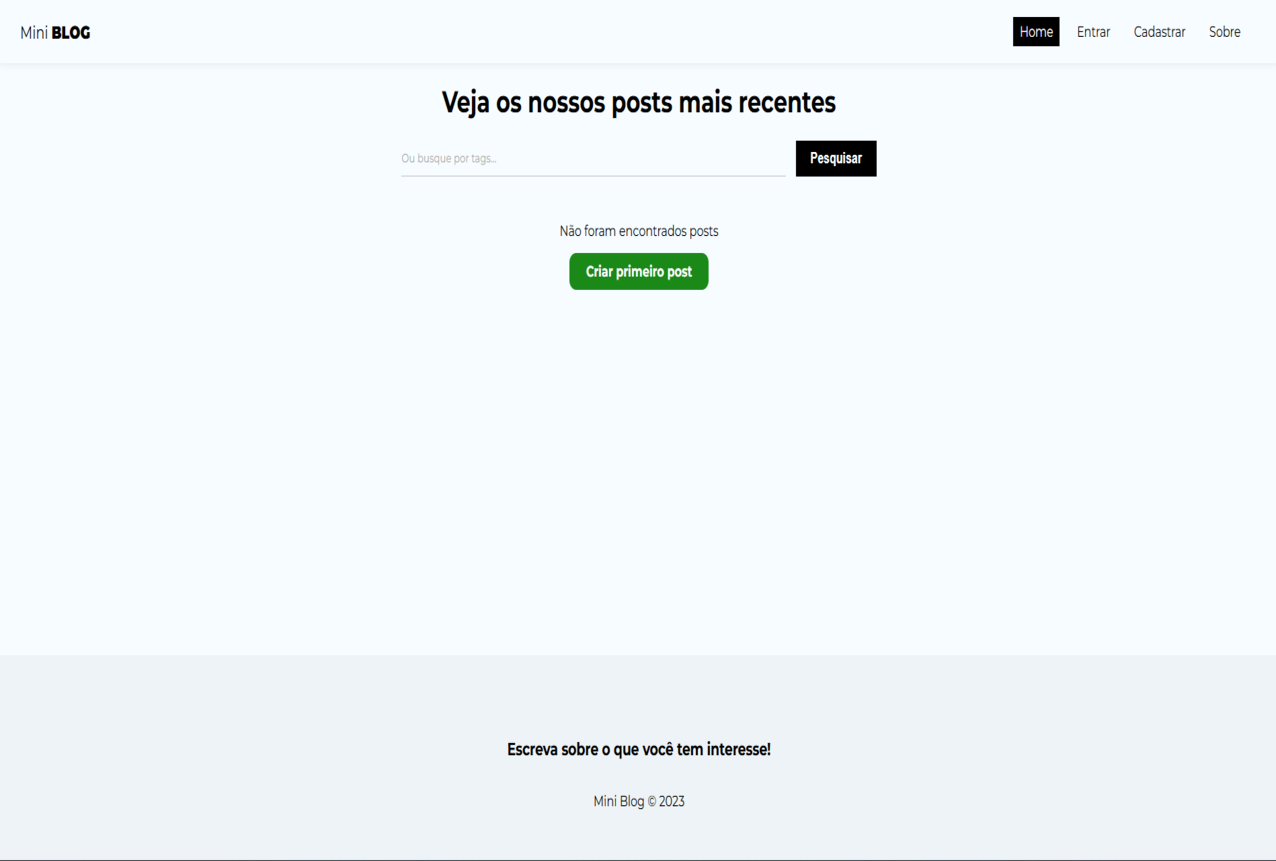 Mini BLOG
Home Entrar Cadastrar Sobre
Veja os nossos posts mais recentes
Ou busque por tags...
Pesquisar
Não foram encontrados posts
Criar primeiro post
Escreva sobre o que você tem interesse!
Mini Blog © 2023